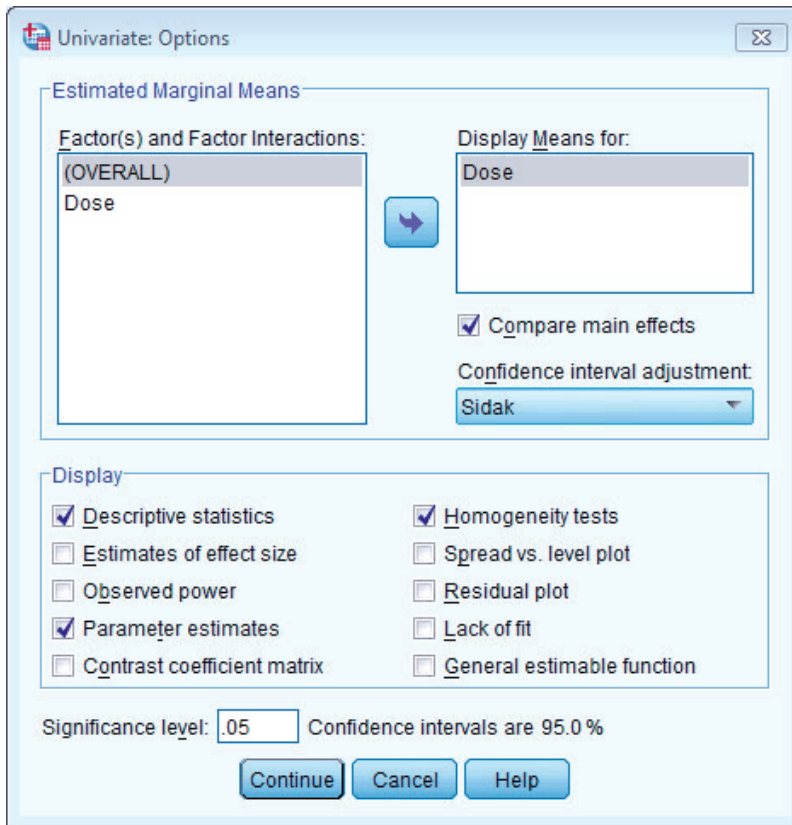 Univariate: Options
Estimated Marginal Means
Factor(s) and Factor Interactions:
(OVERALL)
Dose
Display Means for:
Dose
Compare main effects
Confidence interval adjustment:
Sidak
Display
Descriptive statistics
Homogeneity tests
Estimates of effect size
Spread vs. level plot
Observed power
Residual plot
Parameter estimates
Lack of fit
Contrast coefficient matrix
General estimable function
Significance level: .05 Confidence intervals are 95.0 %
Continue Cancel Help